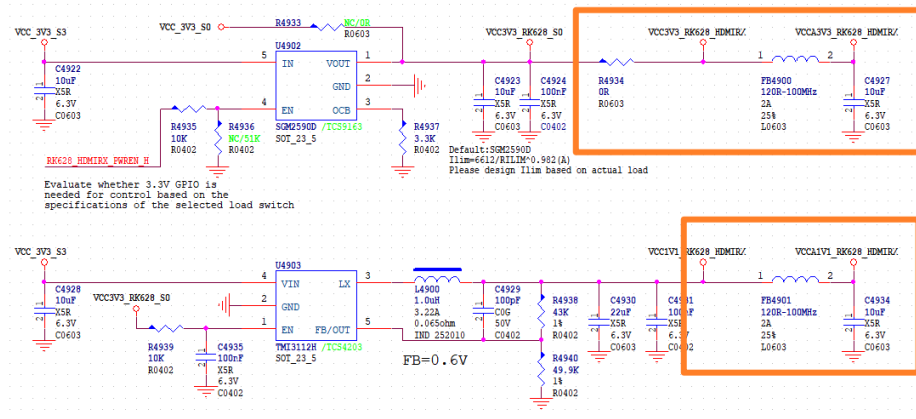 VCC_3V3_S0
R4933
NC/0R
R0603
VCC_3V3_S3
U4902
VCC3V3_RK628_S0
VCC3V3_RK628_HDMIR
VCCA3V3_RK628_HDMIR
5
IN
VOUT
1
GND
2
4
EN
OCB
3
SGM2590D
/TCS9163
SOT_23_5
C4922
10uF
X5R
6.3V
C0603
R4935
10K
R0402
R4936
NC/51K
R0402
RK628_HDMIRX_PWREN_H
R4937
3.3K
R0402
C4923
10uF
X5R
6.3V
C0603
C4924
100nF
X5R
6.3V
C0402
R4934
0R
R0603
1
2
FB4900
120R-100MHz
2A
25%
L0603
C4927
10uF
X5R
6.3V
C0603
Default:SGM2590D
Ilim=6612/RILIM^0.982(A)
Please design Ilim based on actual load
Evaluate whether 3.3V GPIO is
needed for control based on the
specifications of the selected load switch
VCC_3V3_S3
U4903
VCC1V1_RK628_HDMIR
VCCA1V1_RK628_HDMIR
4
VIN
LX
3
2
GND
1
EN
FB/OUT
5
TMI3112H
/TCS4203
SOT_23_5
C4928
10uF
X5R
6.3V
C0603
VCC3V3_RK628_S0
R4939
10K
R0402
C4935
100nF
X5R
6.3V
C0402
L4900
1.0uH
3.22A
0.065ohm
IND_252010
C4929
100pF
C0G
50V
C0402
FB=0.6V
R4938
43K
1%
R0402
R4940
49.9K
1%
R0402
C4930
22uF
X5R
6.3V
C0603
X5R
6.3V
C0402
1
2
FB4901
120R-100MHz
2A
25%
L0603
C4934
10uF
X5R
6.3V
C0603